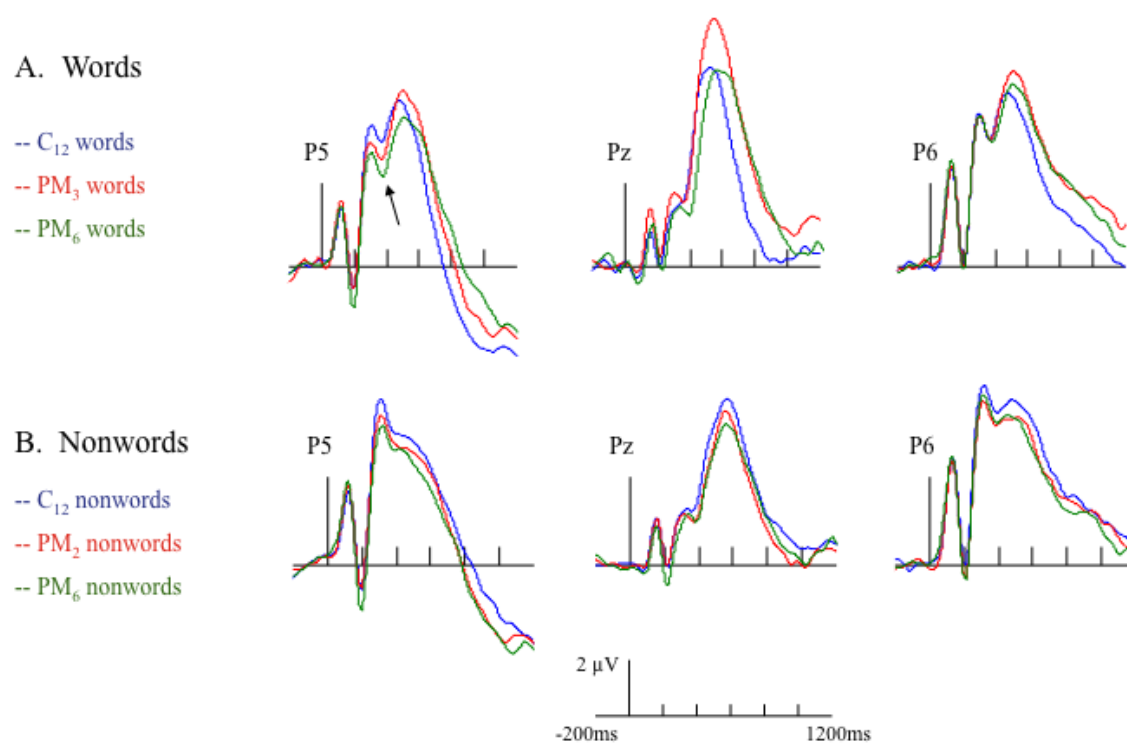 A. Words
-- C₁₂ words
-- PM₃ words
-- PM₆ words
P5
Pz
P6
B. Nonwords
-- C₁₂ nonwords
-- PM₂ nonwords
-- PM₆ nonwords
P5
Pz
P6
2 µV
-200ms
1200ms